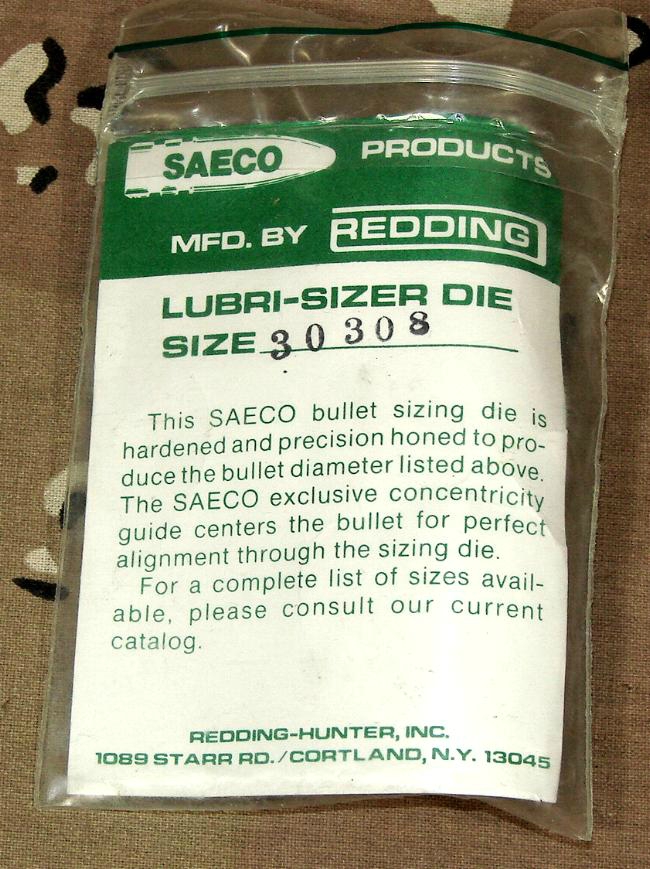 SAECO PRODUCTS
MFD. BY REDDING
LUBRI-SIZER DIE
SIZE 30308
This SAECO bullet sizing die is
hardened and precision honed to pro-
duce the bullet diameter listed above.
The SAECO exclusive concentricity
guide centers the bullet for perfect
alignment through the sizing die.
For a complete list of sizes avail-
able, please consult our current
catalog.
REDDING-HUNTER, INC.
1089 STARR RD./CORTLAND, N.Y. 13045